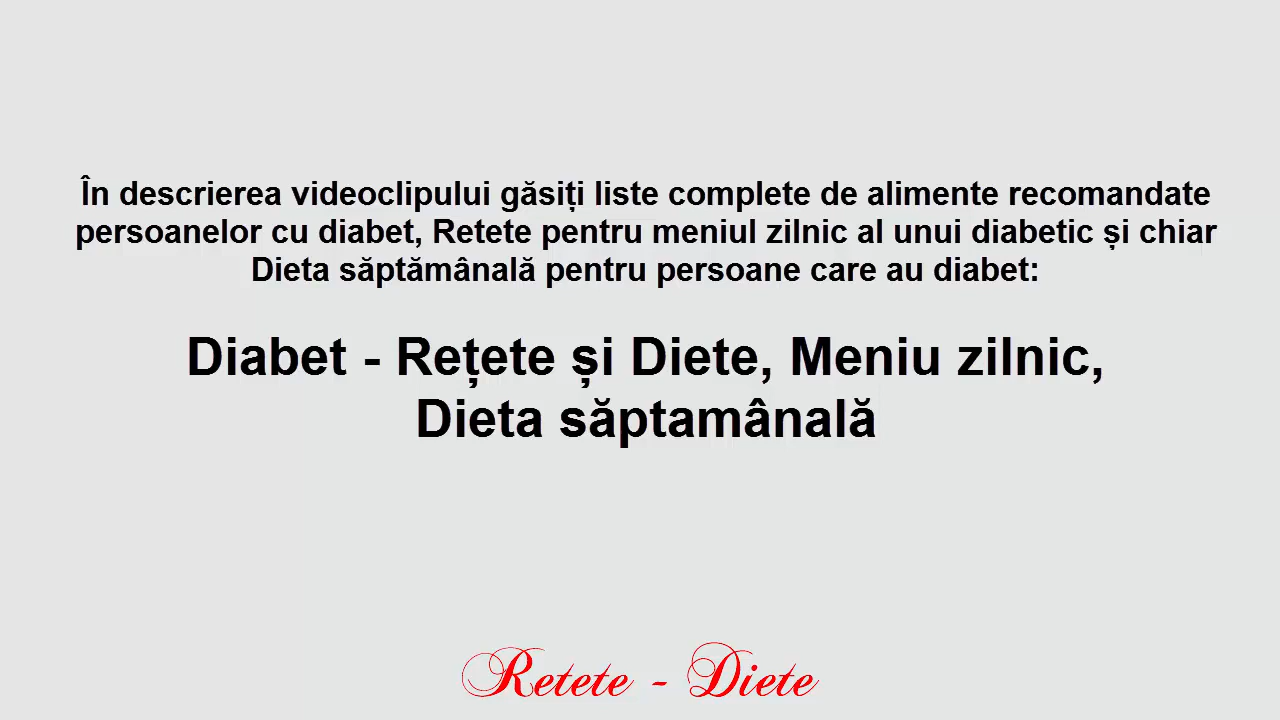 În descrierea videoclipului găsiți liste complete de alimente recomandate
persoanelor cu diabet, Retete pentru meniul zilnic al unui diabetic și chiar
Dieta săptămânală pentru persoane care au diabet:
Diabet - Rețete și Diete, Meniu zilnic,
Dieta săptamânală
Retete - Diete